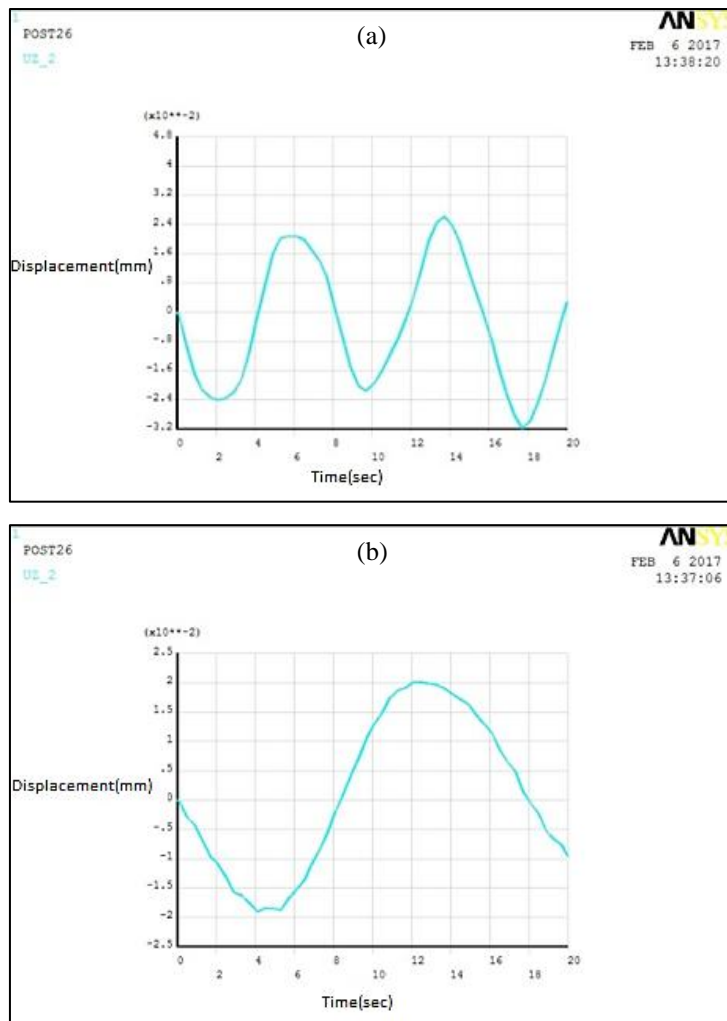 1
POST26
UZ_2
(a)
ANSYS
FEB 6 2017
13:38:20
(x10**-2)
4.8
4
3.2
2.4
1.6
.8
0
-.8
-1.6
-2.4
-3.2
Displacement(mm)
0 4 8 12 16 20
2 6 10 14 18
Time(sec)
1
POST26
UZ_2
(b)
ANSYS
FEB 6 2017
13:37:06
(x10**-2)
2.5
2
1.5
1
.5
0
-.5
-1
-1.5
-2
-2.5
Displacement(mm)
0 4 8 12 16 20
2 6 10 14 18
Time(sec)